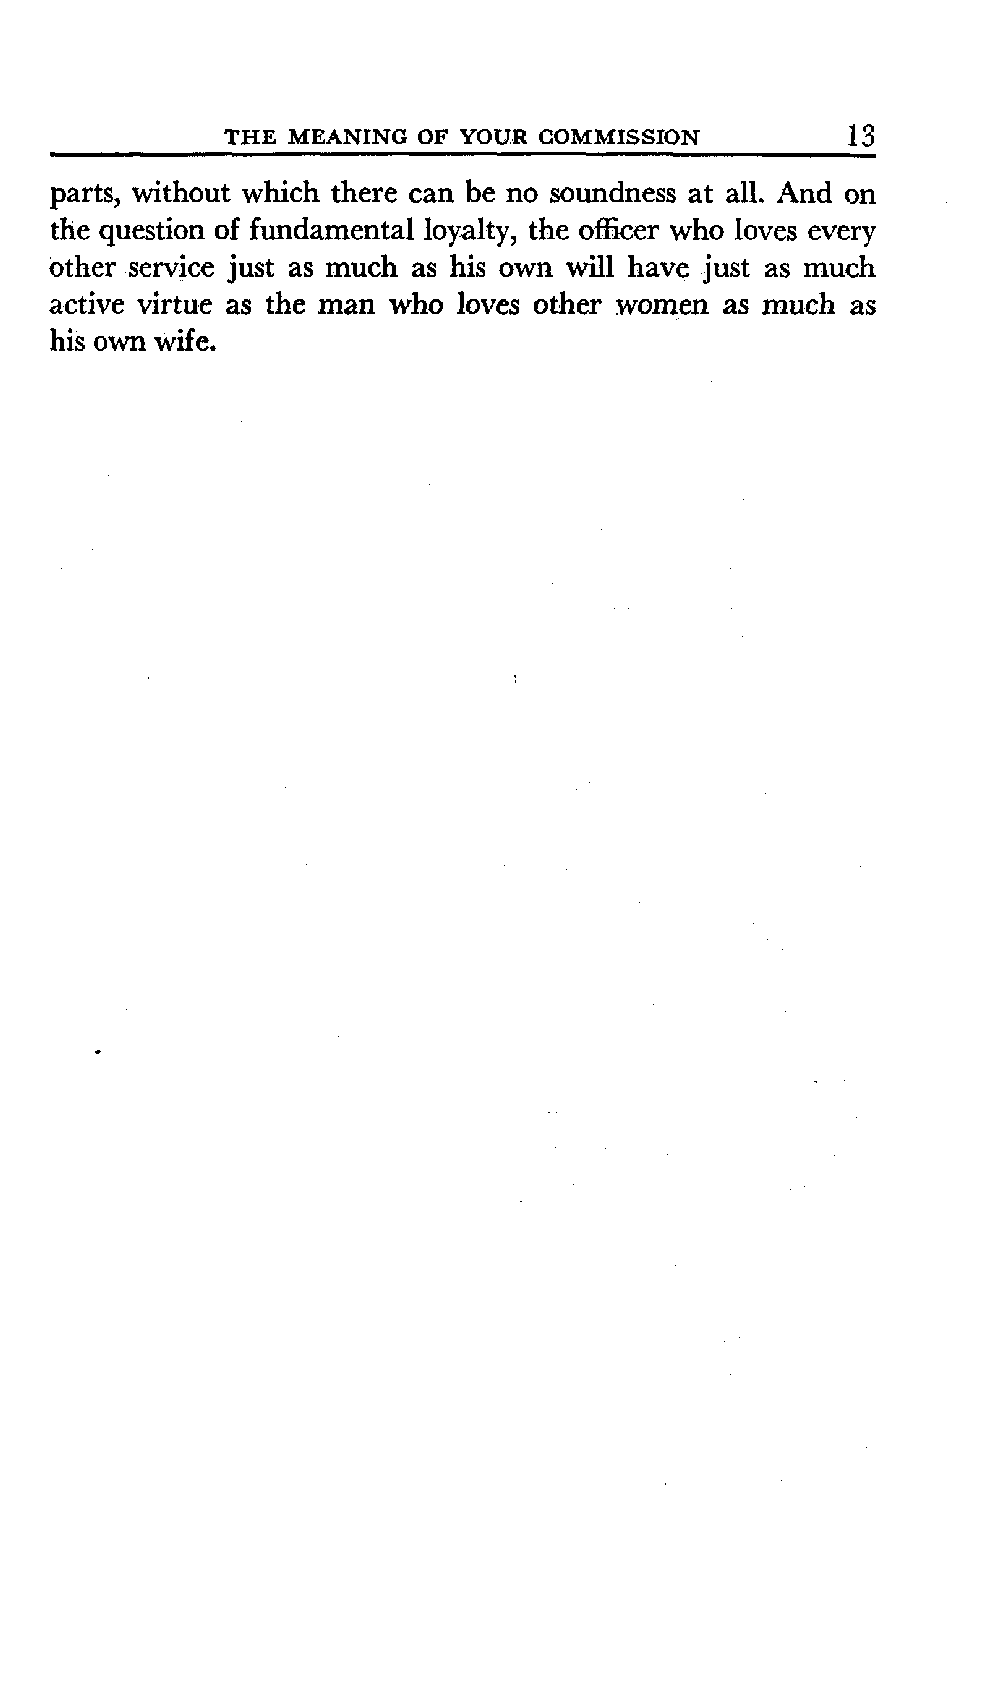 THE MEANING OF YOUR COMMISSION 13
parts, without which there can be no soundness at all. And on
the question of fundamental loyalty, the officer who loves every
other service just as much as his own will have just as much
active virtue as the man who loves other women as much as
his own wife.